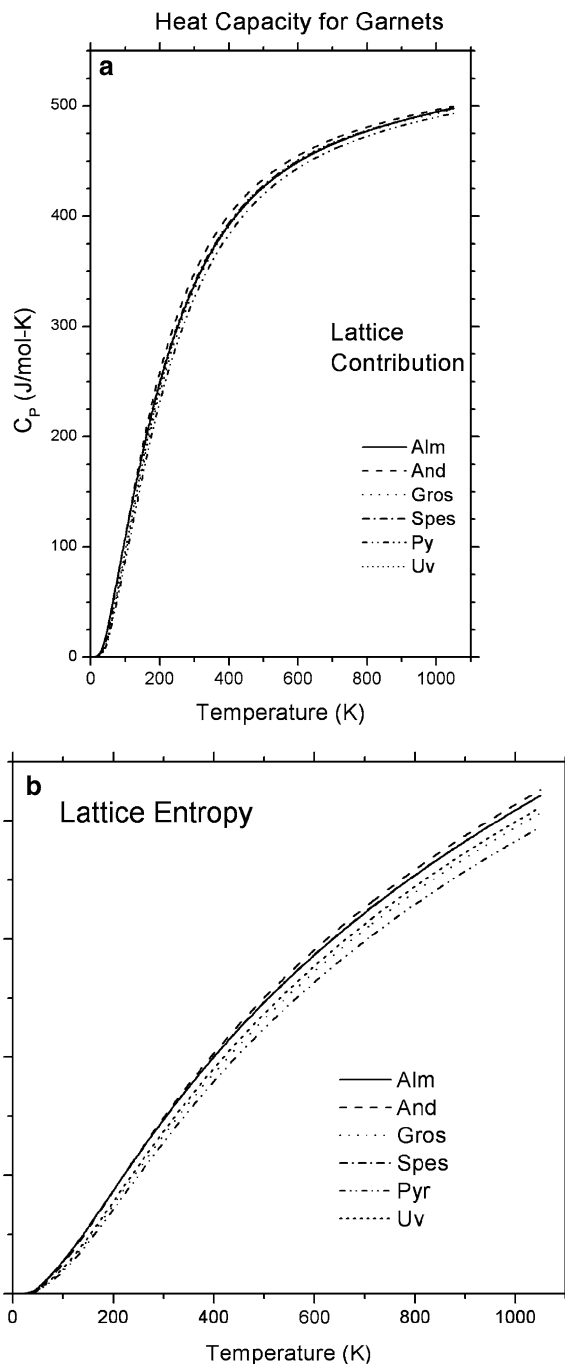 Heat Capacity for Garnets
a
500
400
300
200
100
0
C_P (J/mol-K)
Lattice
Contribution
Alm
And
Gros
Spes
Py
Uv
0 200 400 600 800 1000
Temperature (K)
b
Lattice Entropy
Alm
And
Gros
Spes
Pyr
Uv
0 200 400 600 800 1000
Temperature (K)